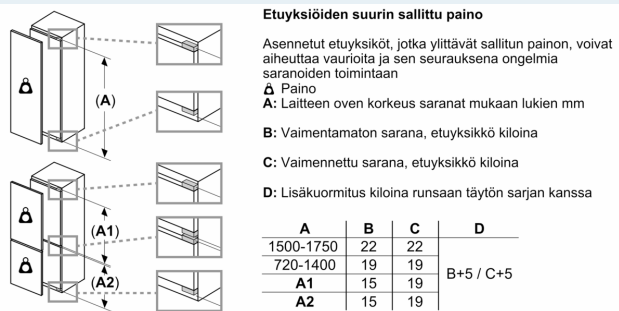 Etuyksiöiden suurin sallittu paino
Asennetut etuyksiköt, jotka ylittävät sallitun painon, voivat
aiheuttaa vaurioita ja sen seurauksena ongelmia
saranoiden toimintaan
Paino
A: Laitteen oven korkeus saranat mukaan lukien mm
B: Vaimentamaton sarana, etuyksikkö kiloina
C: Vaimennettu sarana, etuyksikkö kiloina
D: Lisäkuormitus kiloina runsaan täytön sarjan kanssa
(A)
(A1)
(A2)
A B C D
1500-1750 22 22
720-1400 19 19
B+5 / C+5
A1 15 19
A2 15 19